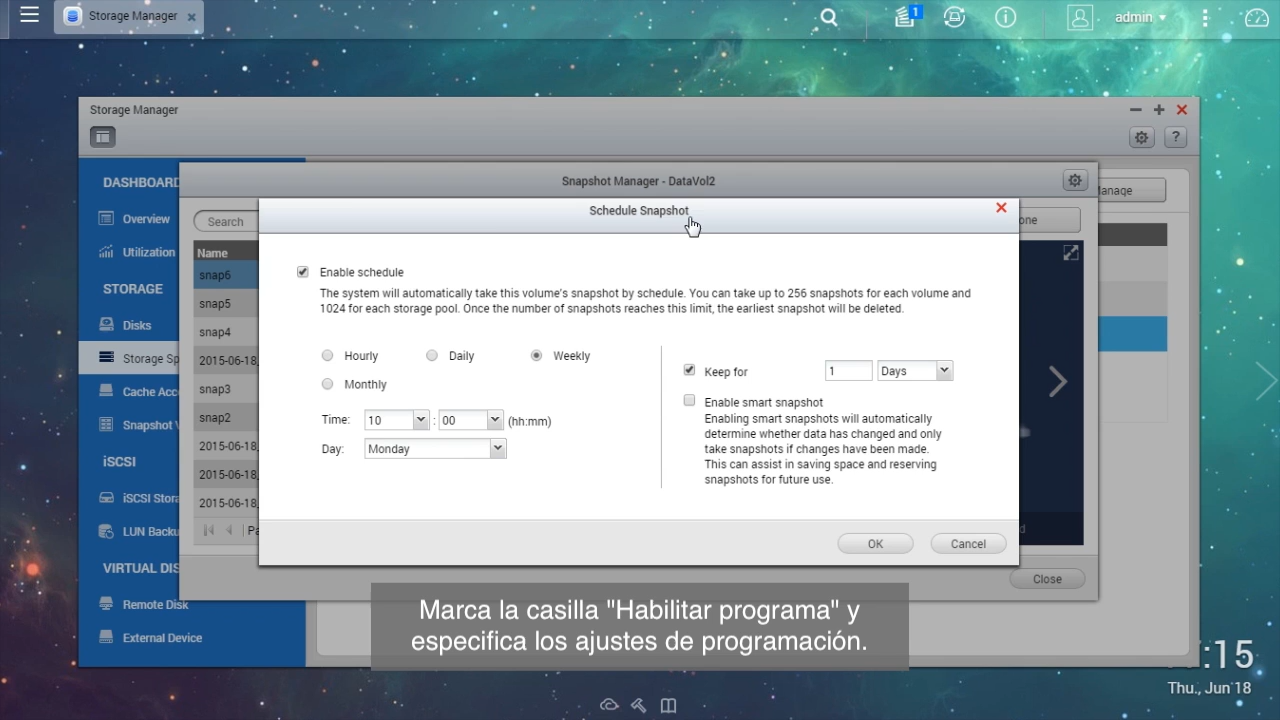 Storage Manager
1
admin
Storage Manager
?
DASHBOARD
Snapshot Manager - DataVol2
Manage
Overview
Search
Schedule Snapshot
Utilization
Name
STORAGE
snap6
Disks
snap5
snap4
Storage Sp
2015-06-18
Cache Acc
snap3
Snapshot V
snap2
2015-06-18
iSCSI
2015-06-18
iSCSI Stora
2015-06-18
LUN Backu
Pa
VIRTUAL DIS
Remote Disk
External Device
Enable schedule
The system will automatically take this volume's snapshot by schedule. You can take up to 256 snapshots for each volume and
1024 for each storage pool. Once the number of snapshots reaches this limit, the earliest snapshot will be deleted.
Hourly
Daily
Weekly
Monthly
Time: 10 : 00 (hh:mm)
Day: Monday
Keep for 1 Days
Enable smart snapshot
Enabling smart snapshots will automatically
determine whether data has changed and only
take snapshots if changes have been made.
This can assist in saving space and reserving
snapshots for future use.
OK
Cancel
Close
Marca la casilla "Habilitar programa" y
especifica los ajustes de programación.
:15
Thu., Jun 18